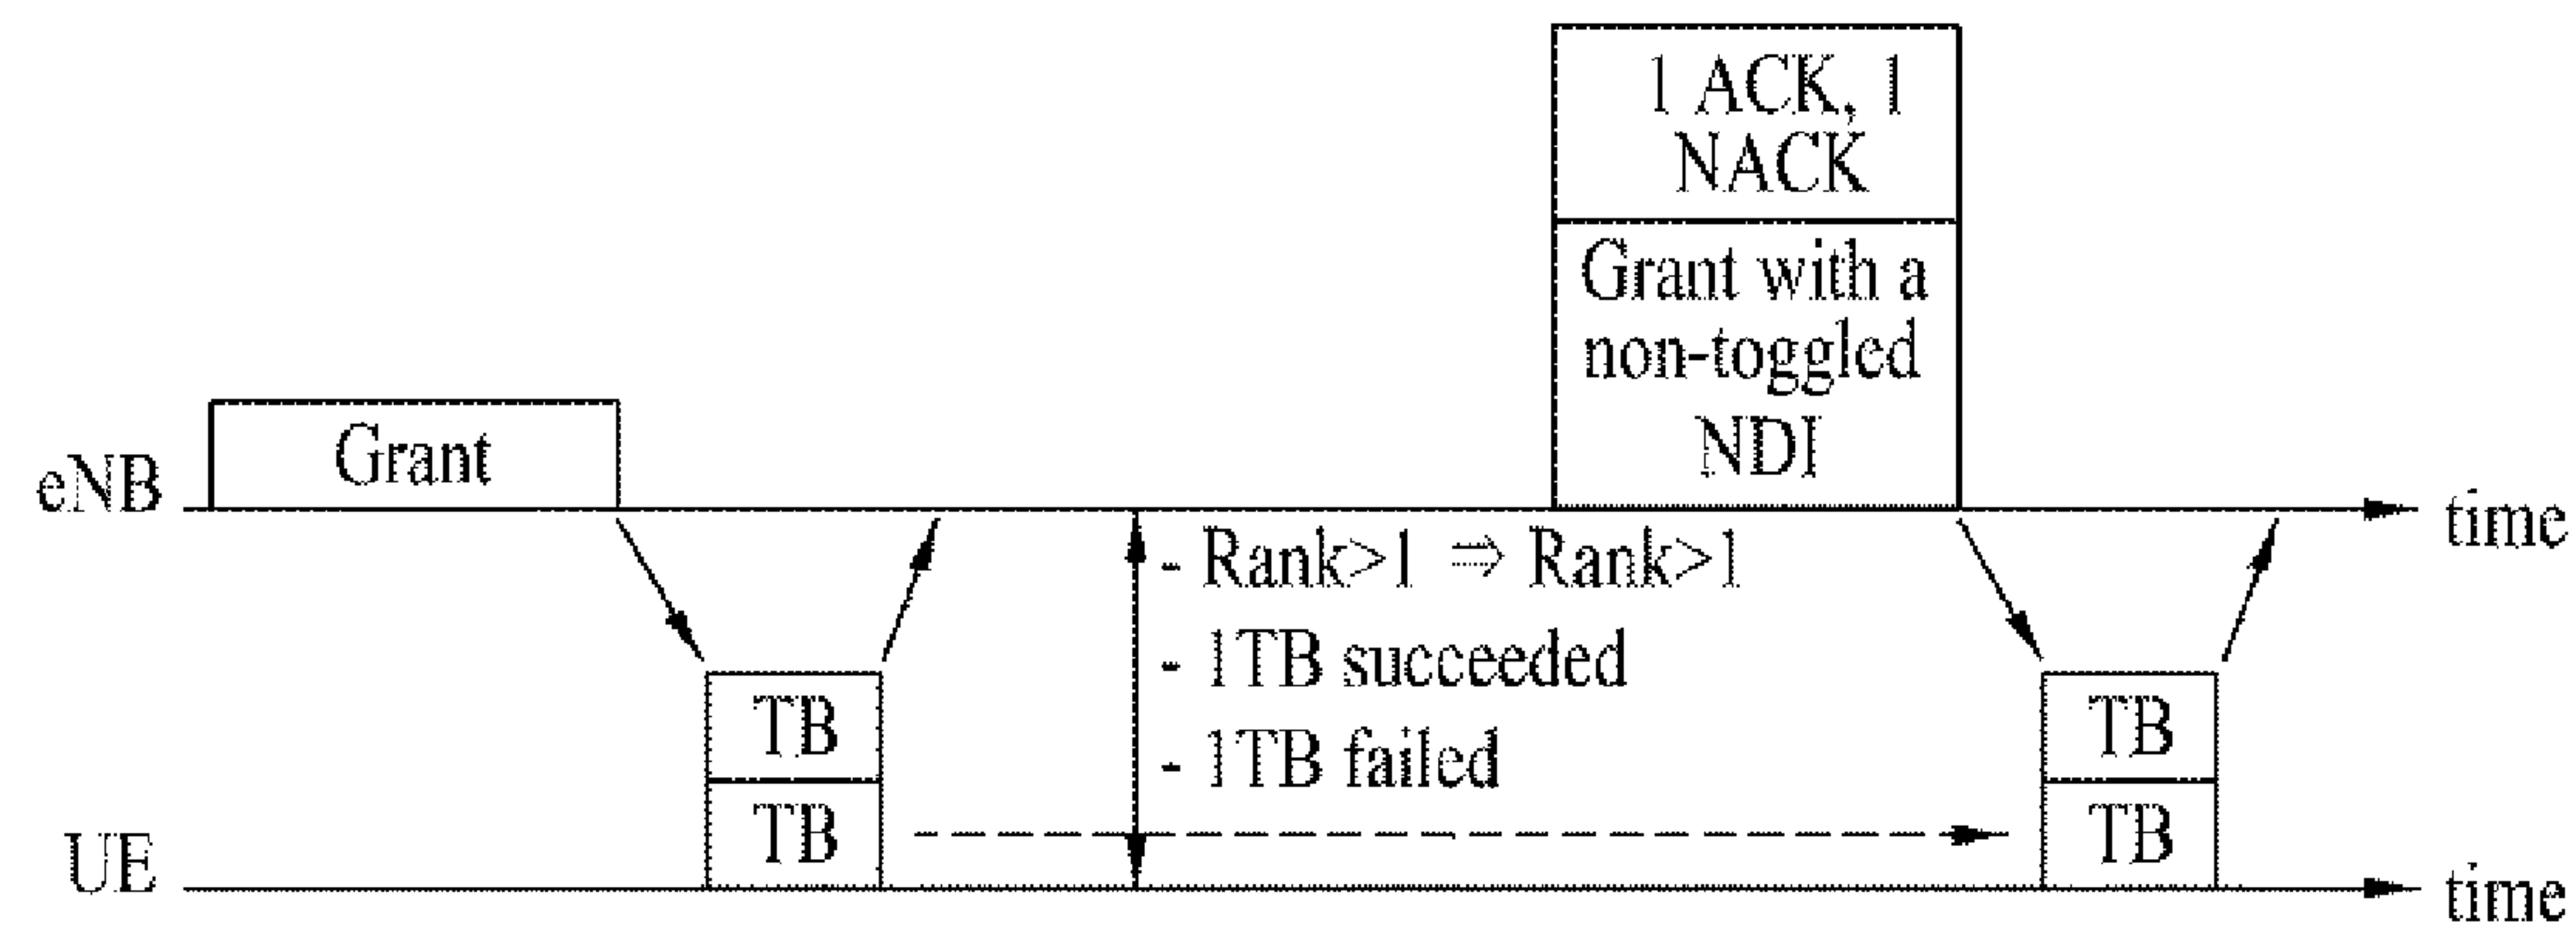 1 ACK, 1
NACK
Grant with a
non-toggled
NDI
Grant
eNB
time
- Rank>1 ⇒ Rank>1
- 1TB succeeded
- 1TB failed
TB
TB
TB
TB
UE
time